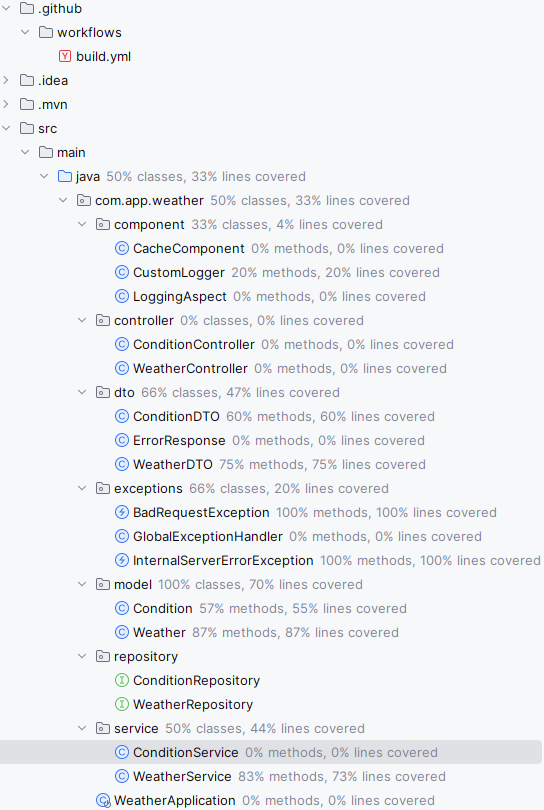 .github
workflows
Y build.yml
.idea
.mvn
src
main
java 50% classes, 33% lines covered
com.app.weather 50% classes, 33% lines covered
component 33% classes, 4% lines covered
C CacheComponent 0% methods, 0% lines covered
C CustomLogger 20% methods, 20% lines covered
C LoggingAspect 0% methods, 0% lines covered
controller 0% classes, 0% lines covered
C ConditionController 0% methods, 0% lines covered
C WeatherController 0% methods, 0% lines covered
dto 66% classes, 47% lines covered
C ConditionDTO 60% methods, 60% lines covered
C ErrorResponse 0% methods, 0% lines covered
C WeatherDTO 75% methods, 75% lines covered
exceptions 66% classes, 20% lines covered
BadRequestException 100% methods, 100% lines covered
C GlobalExceptionHandler 0% methods, 0% lines covered
InternalServerErrorException 100% methods, 100% lines covered
model 100% classes, 70% lines covered
C Condition 57% methods, 55% lines covered
C Weather 87% methods, 87% lines covered
repository
I ConditionRepository
I WeatherRepository
service 50% classes, 44% lines covered
C ConditionService 0% methods, 0% lines covered
C WeatherService 83% methods, 73% lines covered
C WeatherApplication 0% methods, 0% lines covered